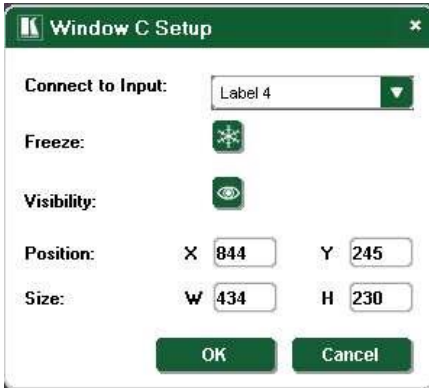 Window C Setup
Connect to Input: Label 4
Freeze:
Visibility:
Position: X 844 Y 245
Size: W 434 H 230
OK Cancel